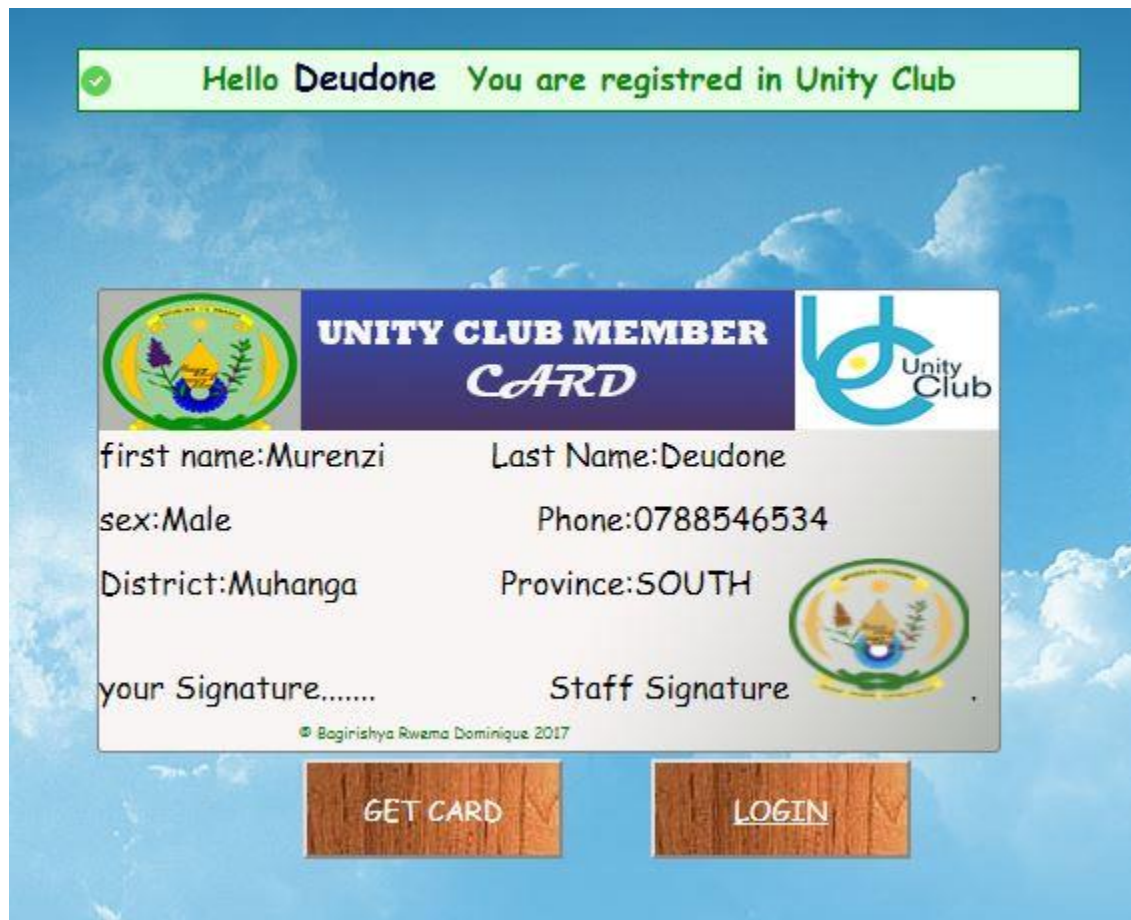 Hello Deudone You are registred in Unity Club
UNITY CLUB MEMBER
CARD
Unity
Club
first name:Murenzi Last Name:Deudone
sex:Male Phone:0788546534
District:Muhanga Province:SOUTH
your Signature....... Staff Signature .
© Bagirishya Rwema Dominique 2017
GET CARD LOGIN